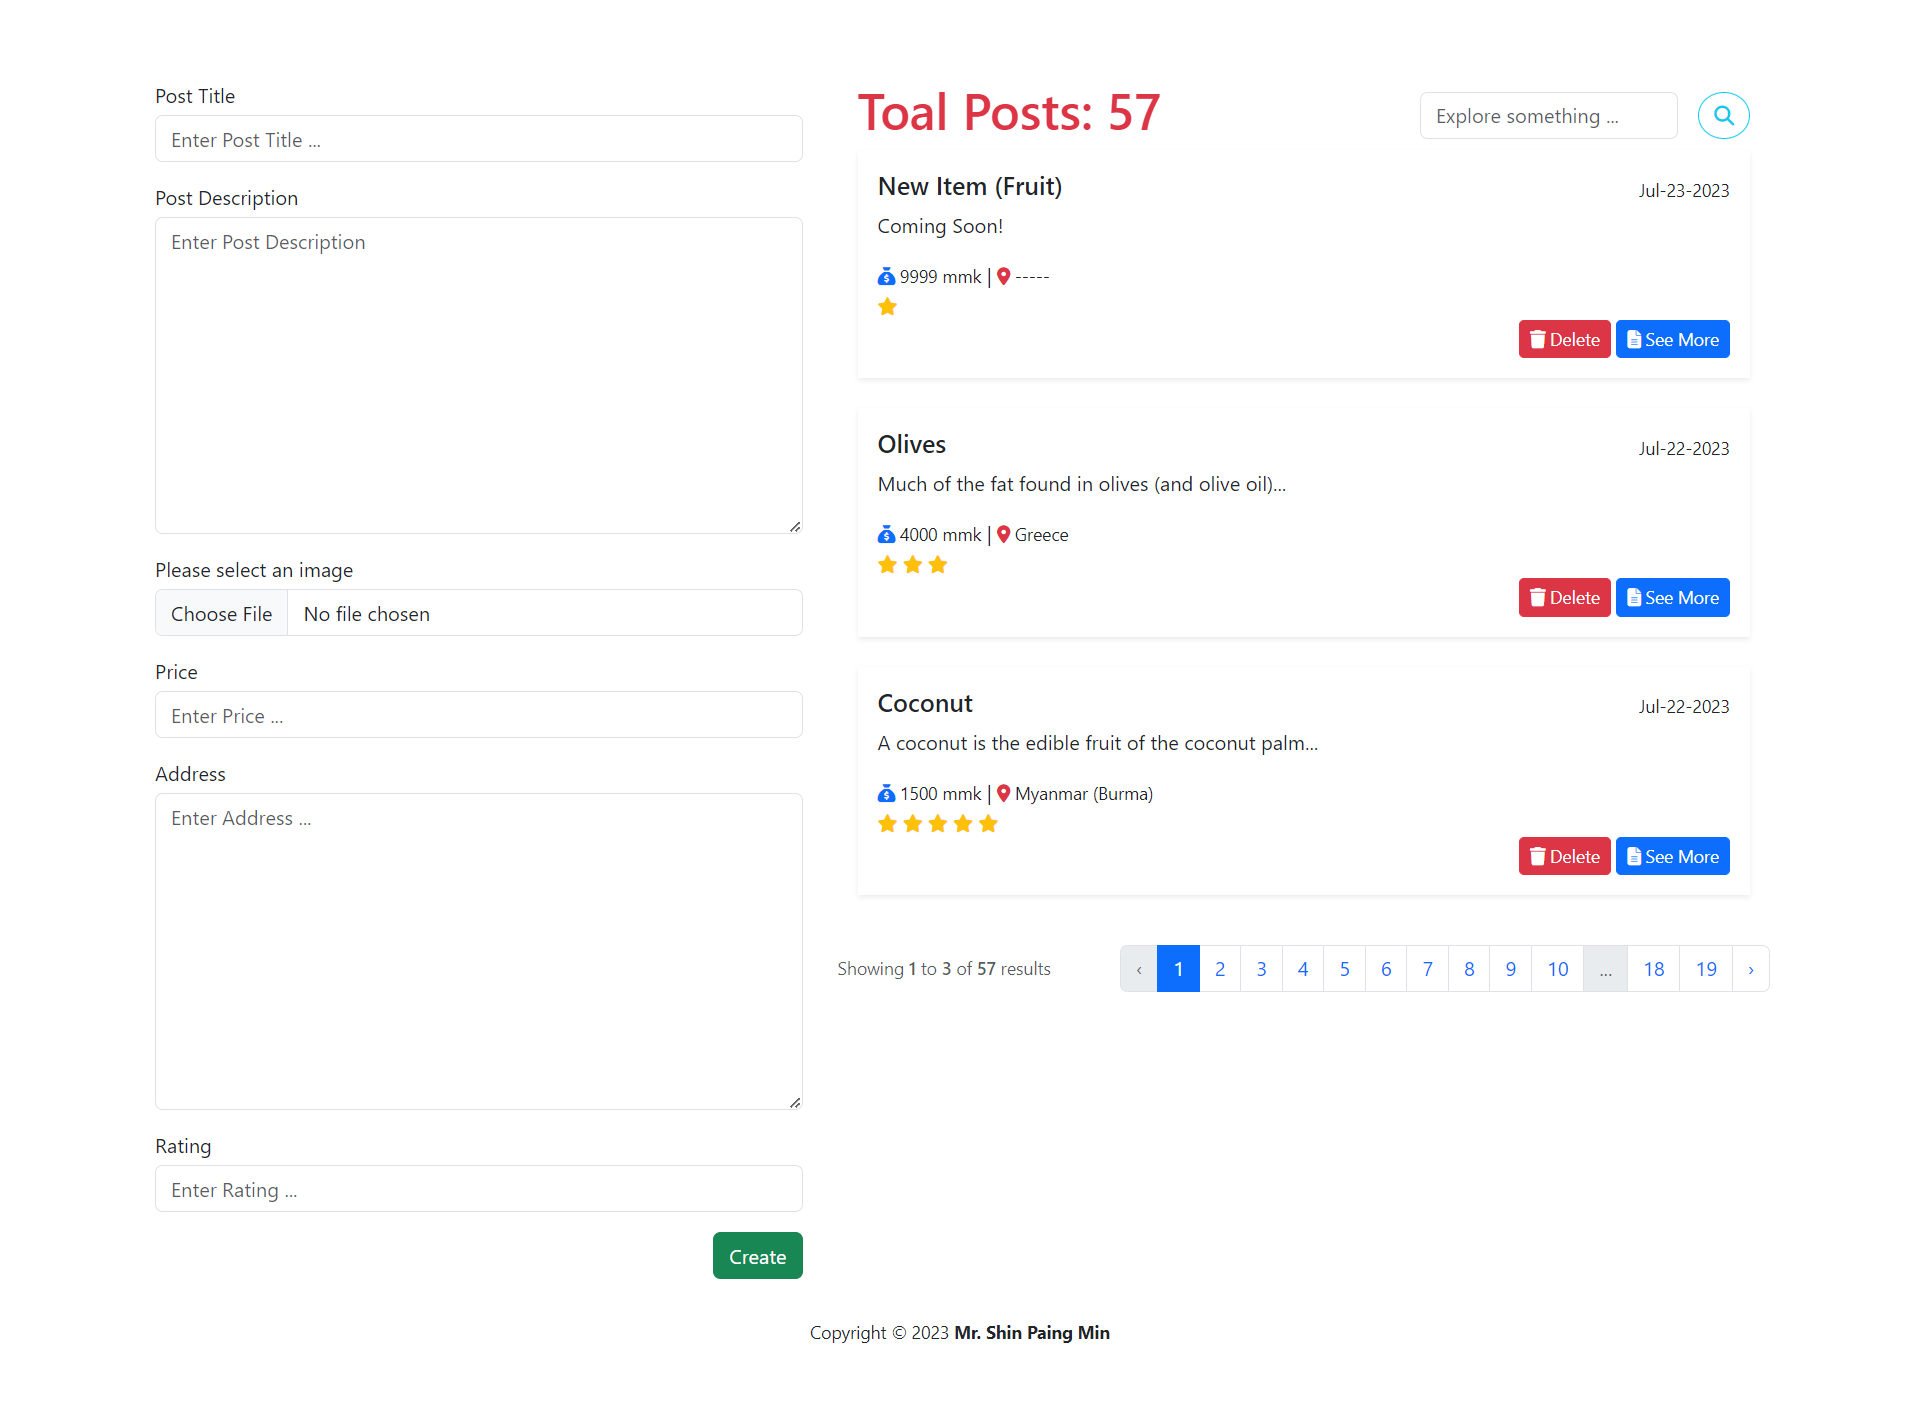 Post Title
Enter Post Title ...
Post Description
Enter Post Description
Please select an image
Choose File No file chosen
Price
Enter Price ...
Address
Enter Address ...
Rating
Enter Rating ...
Create
Toal Posts: 57
Explore something ...
New Item (Fruit)
Jul-23-2023
Coming Soon!
9999 mmk | -----
Delete See More
Olives
Jul-22-2023
Much of the fat found in olives (and olive oil)...
4000 mmk | Greece
Delete See More
Coconut
Jul-22-2023
A coconut is the edible fruit of the coconut palm...
1500 mmk | Myanmar (Burma)
Delete See More
Showing 1 to 3 of 57 results
‹ 1 2 3 4 5 6 7 8 9 10 ... 18 19 ›
Copyright © 2023 Mr. Shin Paing Min